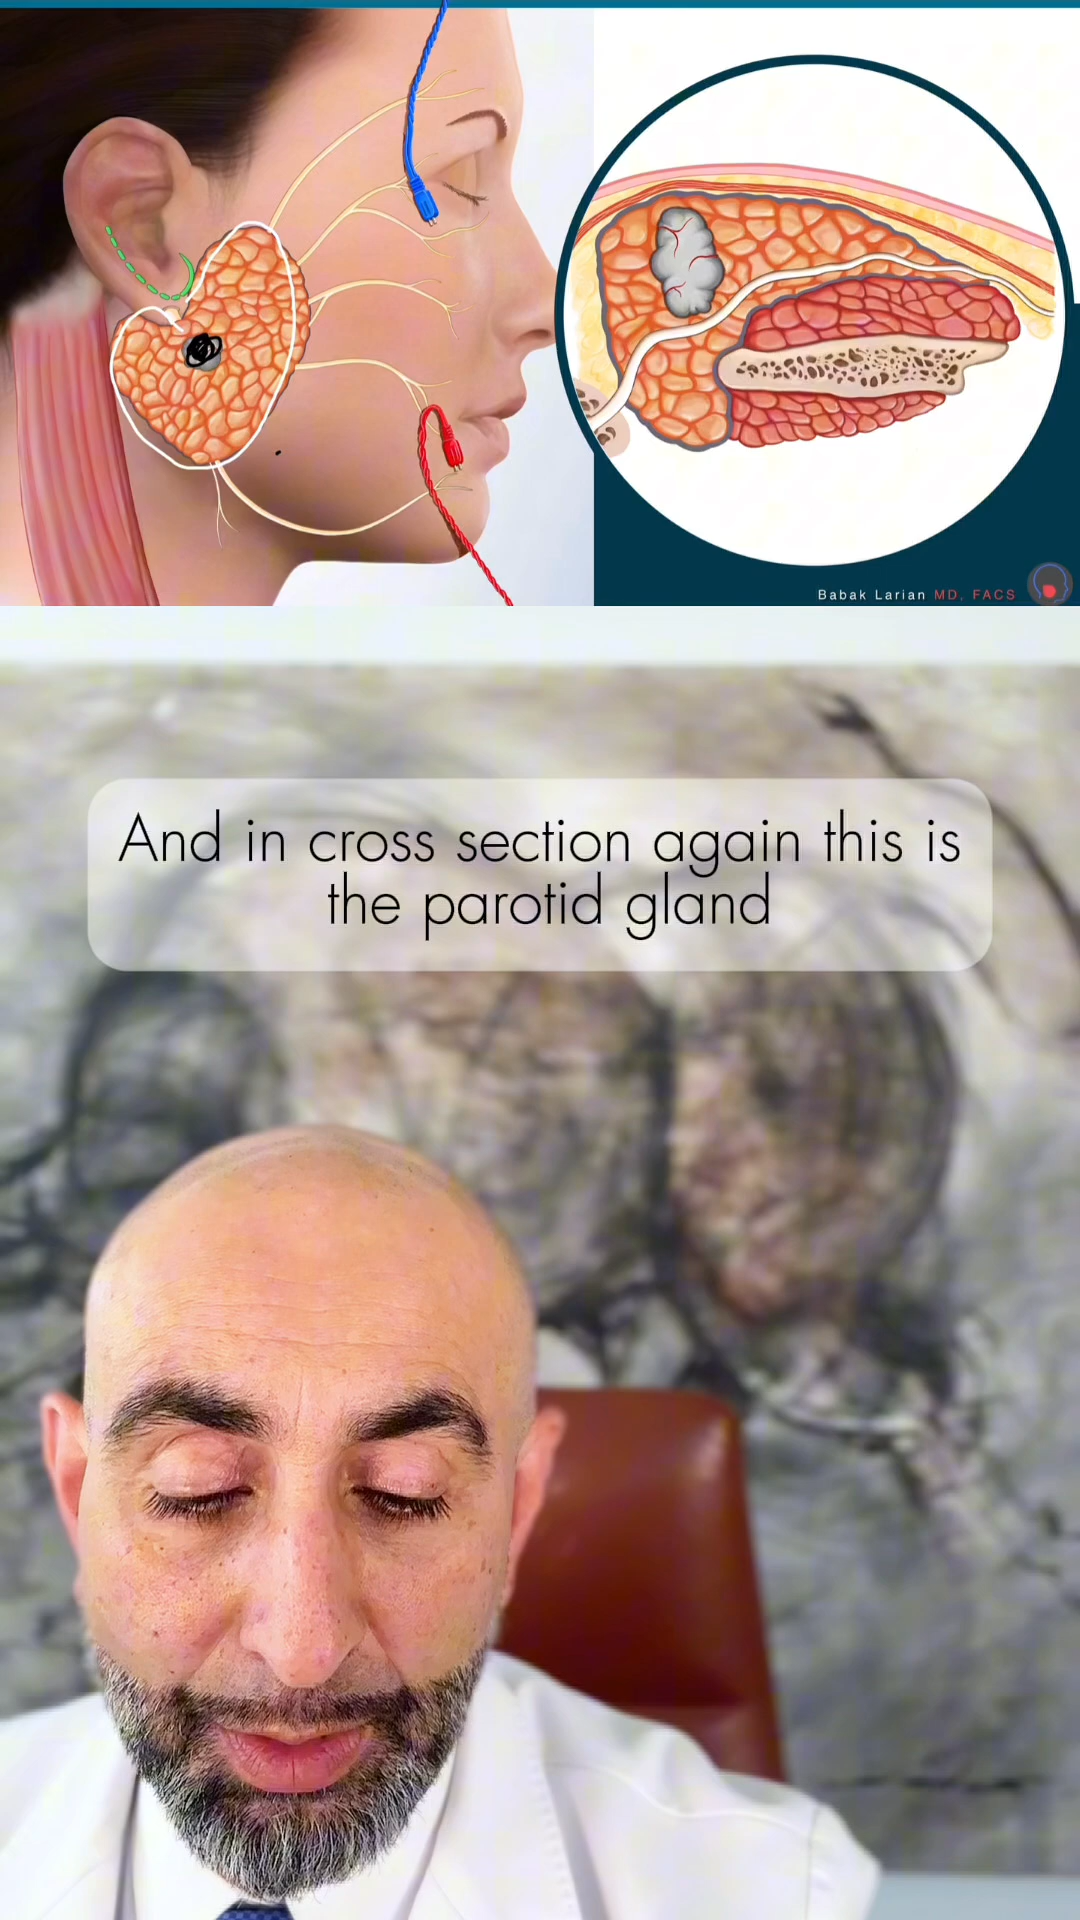 Babak Larian MD, FACS
And in cross section again this is
the parotid gland